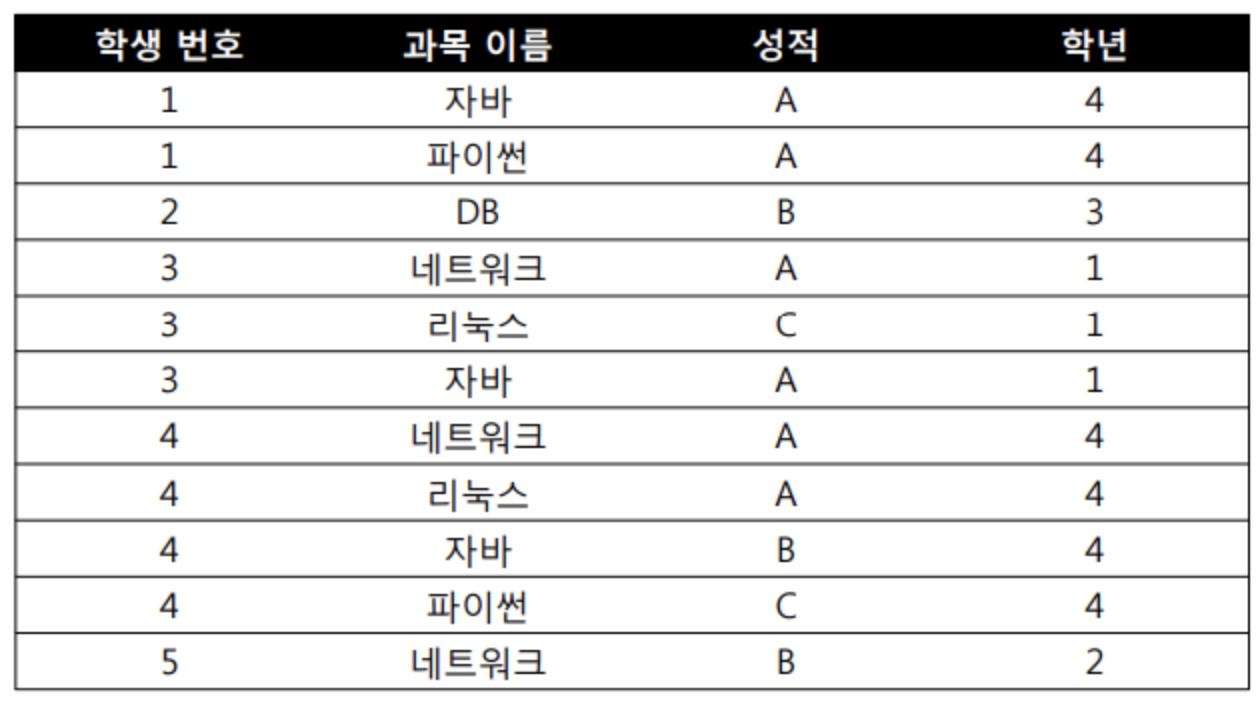 학생 번호 과목 이름 성적 학년
1 자바 A 4
1 파이썬 A 4
2 DB B 3
3 네트워크 A 1
3 리눅스 C 1
3 자바 A 1
4 네트워크 A 4
4 리눅스 A 4
4 자바 B 4
4 파이썬 C 4
5 네트워크 B 2